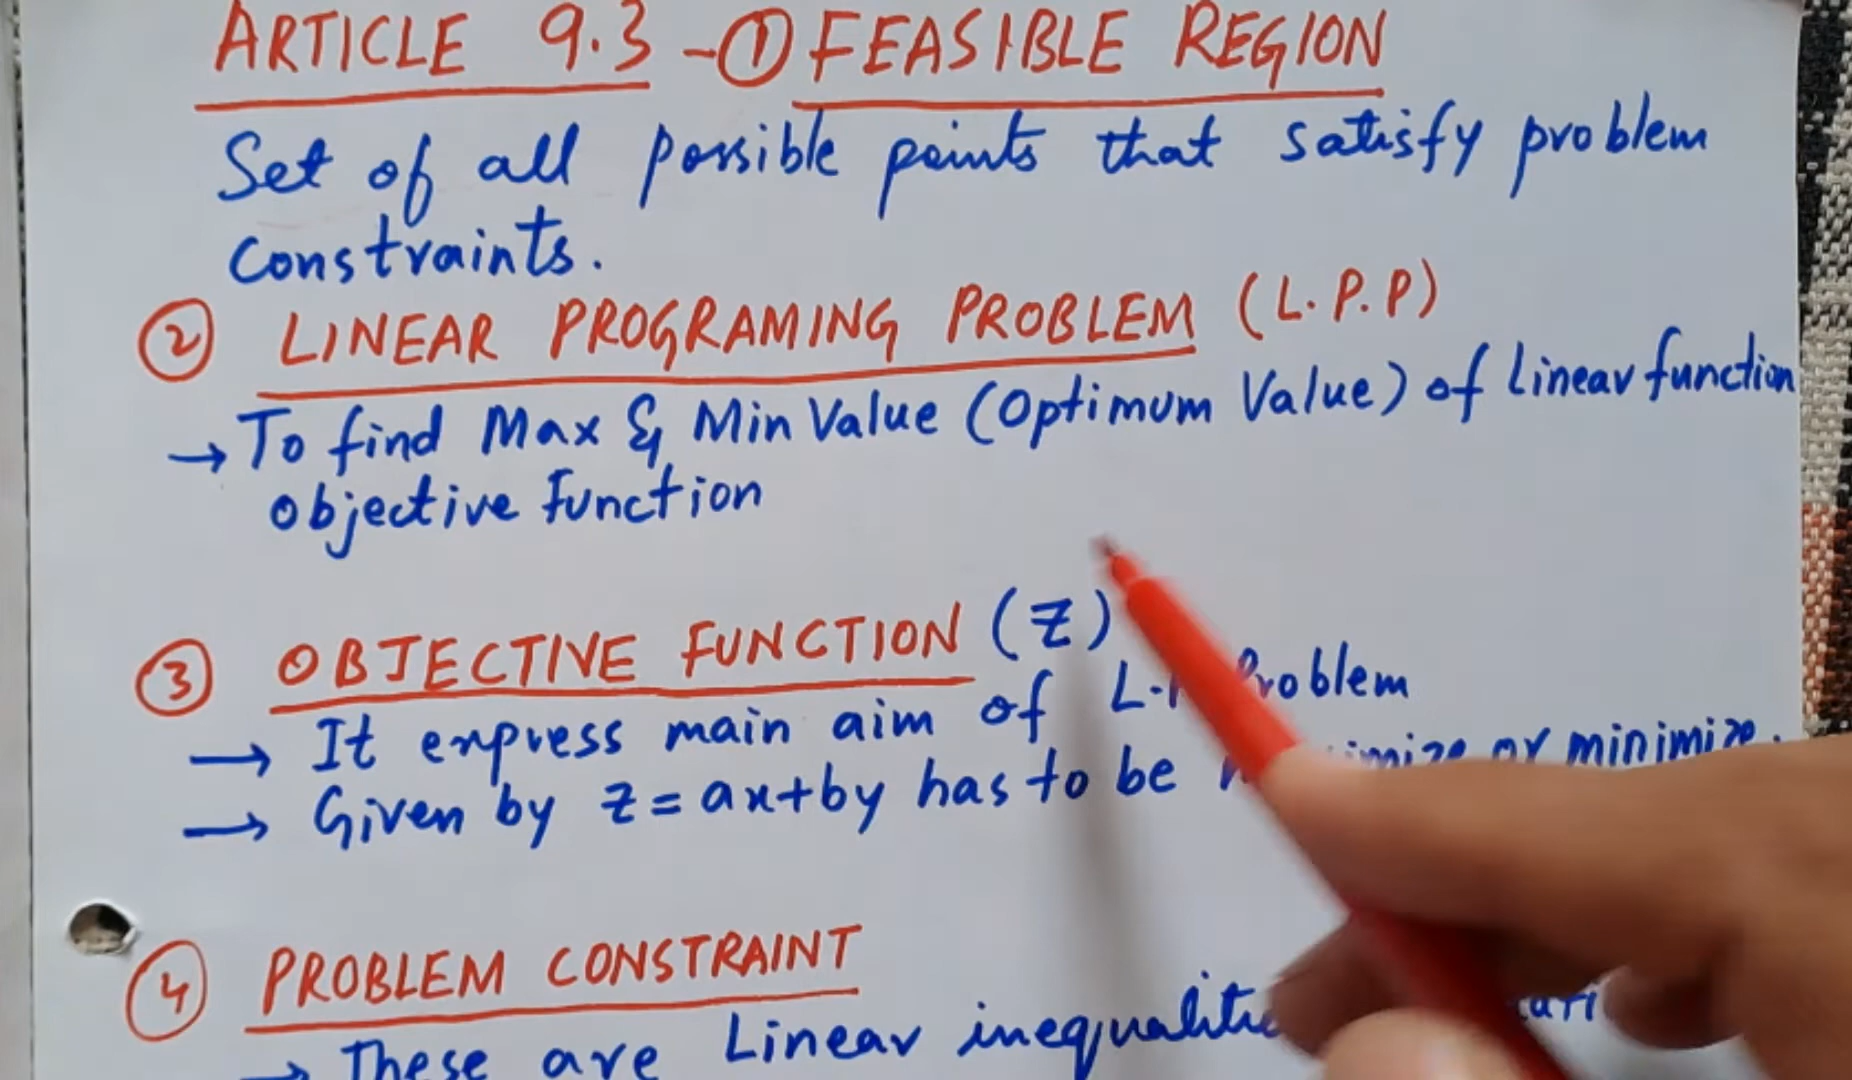 ARTICLE 9.3 - ① FEASIBLE REGION
Set of all possible points that satisfy problem
constraints.
② LINEAR PROGRAMING PROBLEM (L.P.P)
→ To find Max & Min Value (Optimum Value) of Linear function
objective function
③ OBJECTIVE FUNCTION (Z)
→ It express main aim of L. Problem
→ Given by Z = ax+by has to be or minimize.
④ PROBLEM CONSTRAINT
→ These are Linear